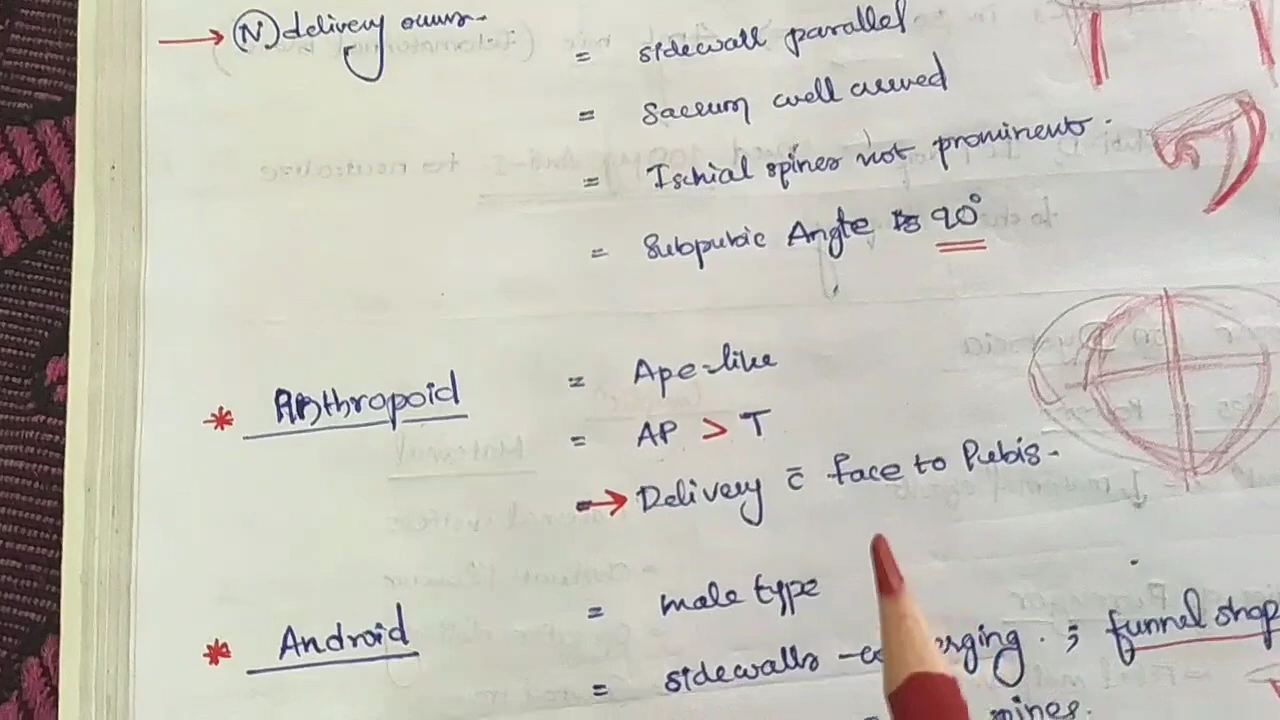 → (N) delivery occurs.
= sidewall parallel
= Sacrum well curved
= Ischial spines not prominent.
= Subpubic Angle is 90°
* Anthropoid = Ape-like
= AP > T
→ Delivery c̄ face to Pubis.
* Android = male type
= sidewalls - ; funnel shap